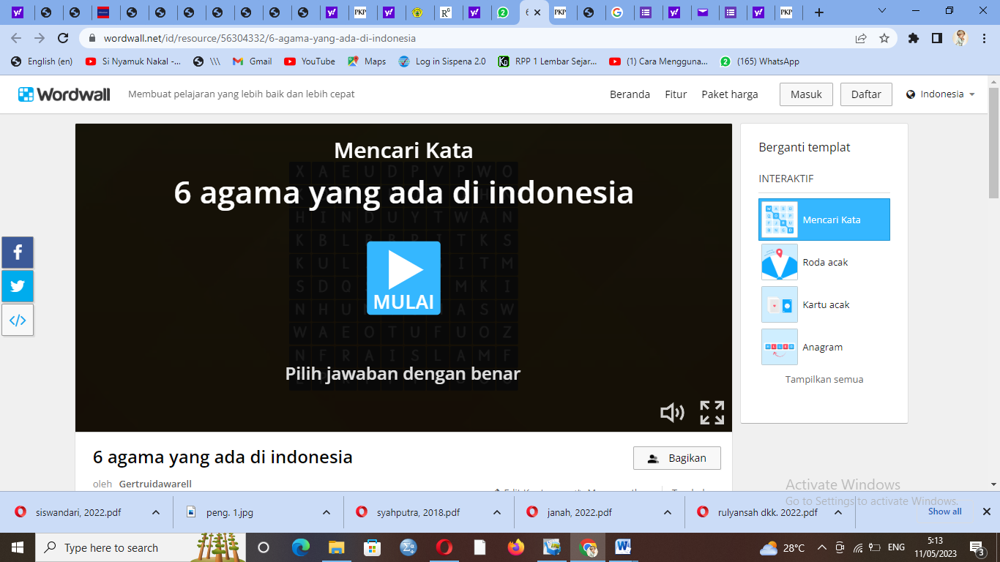 6
wordwall.net/id/resource/56304332/6-agama-yang-ada-di-indonesia
English (en) Si Nyamuk Nakal -... \\\ Gmail YouTube Maps Log in Sispena 2.0 RPP 1 Lembar Sejar... (1) Cara Mengguna... (165) WhatsApp
Wordwall Membuat pelajaran yang lebih baik dan lebih cepat Beranda Fitur Paket harga Masuk Daftar Indonesia
Mencari Kata
X A E U D P V P W O
6 agama yang ada di indonesia
H I N D U Y T W A N
K B L T K S
K U L I T M
S D Q M K I
MULAI
N H U A S W
W A E O T U F U O Z
N F R A I S L A M F
Pilih jawaban dengan benar
Berganti templat
INTERAKTIF
Mencari Kata
Roda acak
Kartu acak
Anagram
Tampilkan semua
6 agama yang ada di indonesia
Bagikan
oleh Gertruidawarell
Activate Windows
Go to Settings to activate Windows.
siswandari, 2022.pdf peng. 1.jpg syahputra, 2018.pdf janah, 2022.pdf rulyansah dkk. 2022.pdf Show all
Type here to search 28°C ENG 5:13
11/05/2023 3